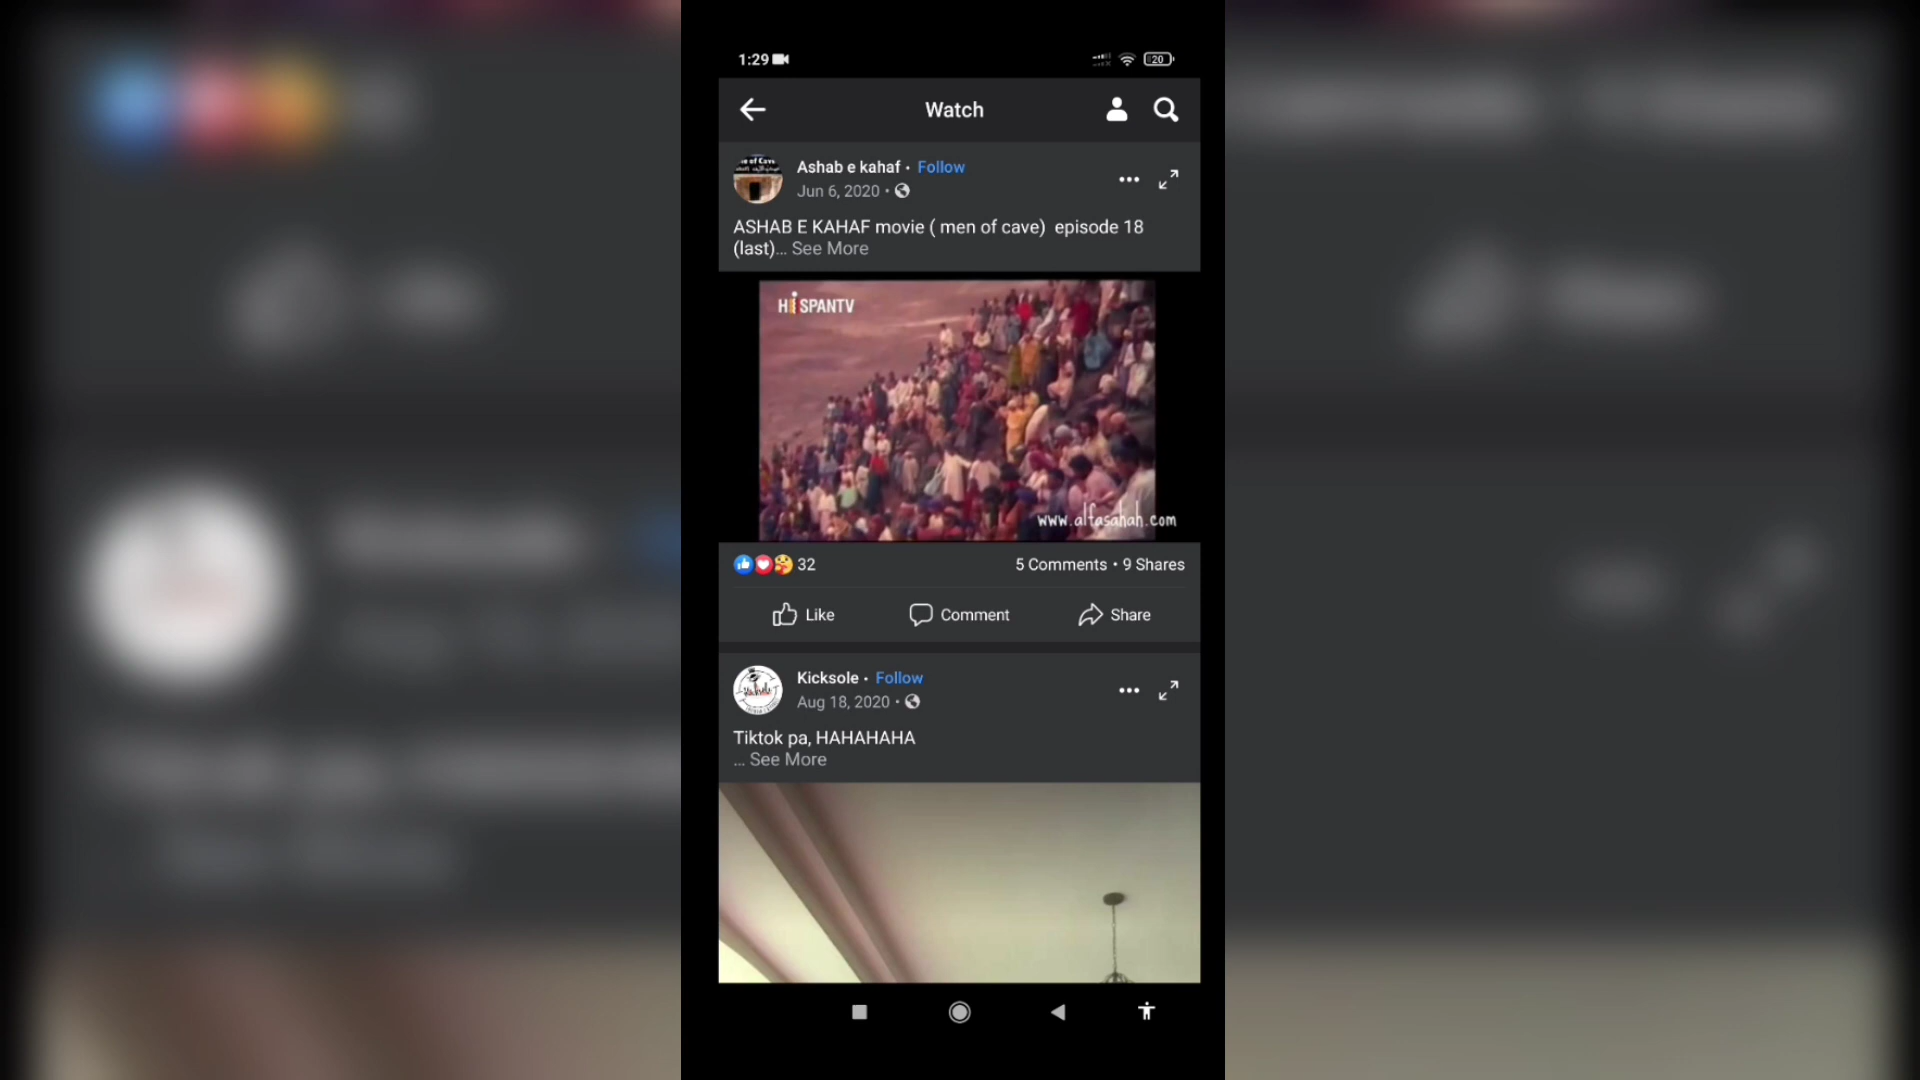 1:29
20
Watch
Ashab e kahaf • Follow
Jun 6, 2020 •
ASHAB E KAHAF movie ( men of cave) episode 18
(last)... See More
HiSPANTV
www.alfasahah.com
32
5 Comments • 9 Shares
Like
Comment
Share
Kicksole • Follow
Aug 18, 2020 •
Tiktok pa, HAHAHAHA
... See More